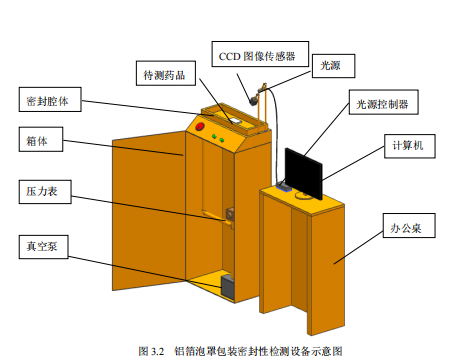 CCD 图像传感器
光源
待测药品
密封腔体
光源控制器
箱体
计算机
压力表
办公桌
真空泵
图 3.2 铝箔泡罩包装密封性检测设备示意图